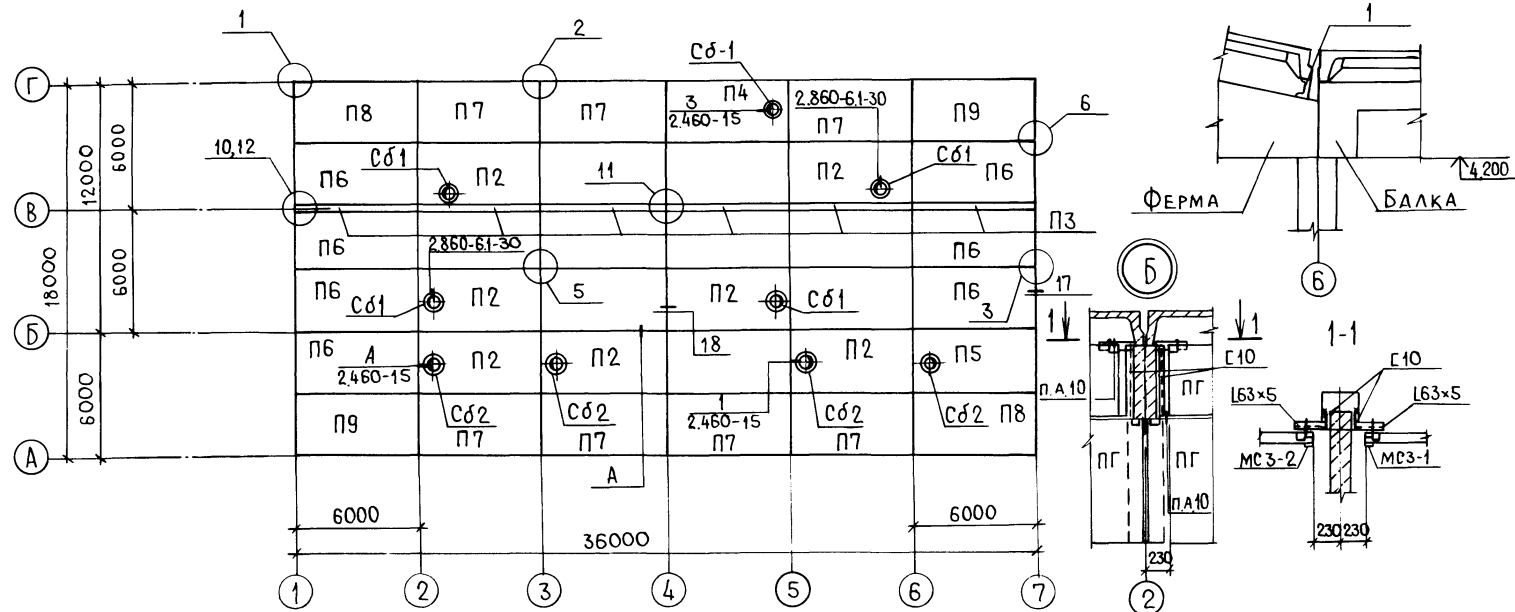 1
2
Сб-1
Г
П8
П7
П7
3
2.460-15
П4
2.860-6.1-30
П7
П9
6
10,12
Сб1
П6
П2
11
П2
Сб1
П6
В
П3
П6
2.860-6.1-30
П6
П6
Сб1
П2
5
П2
Сб1
П6
3
17
Б
18
П6
А
2.460-15
П2
П2
1
2.460-15
П2
П5
Сб2
Сб2
Сб2
Сб2
П9
П7
П7
П7
П7
П8
А
А
6000
12000
6000
18000
6000
6000
6000
36000
1
2
3
4
5
6
7
1
ФЕРМА
БАЛКА
4,200
Б
Б
1
1
[10
П.А.10
ПГ
ПГ
ПГ
П.А.10
230
2
1-1
[10
L63×5
L63×5
МС3-2
МС3-1
230
230